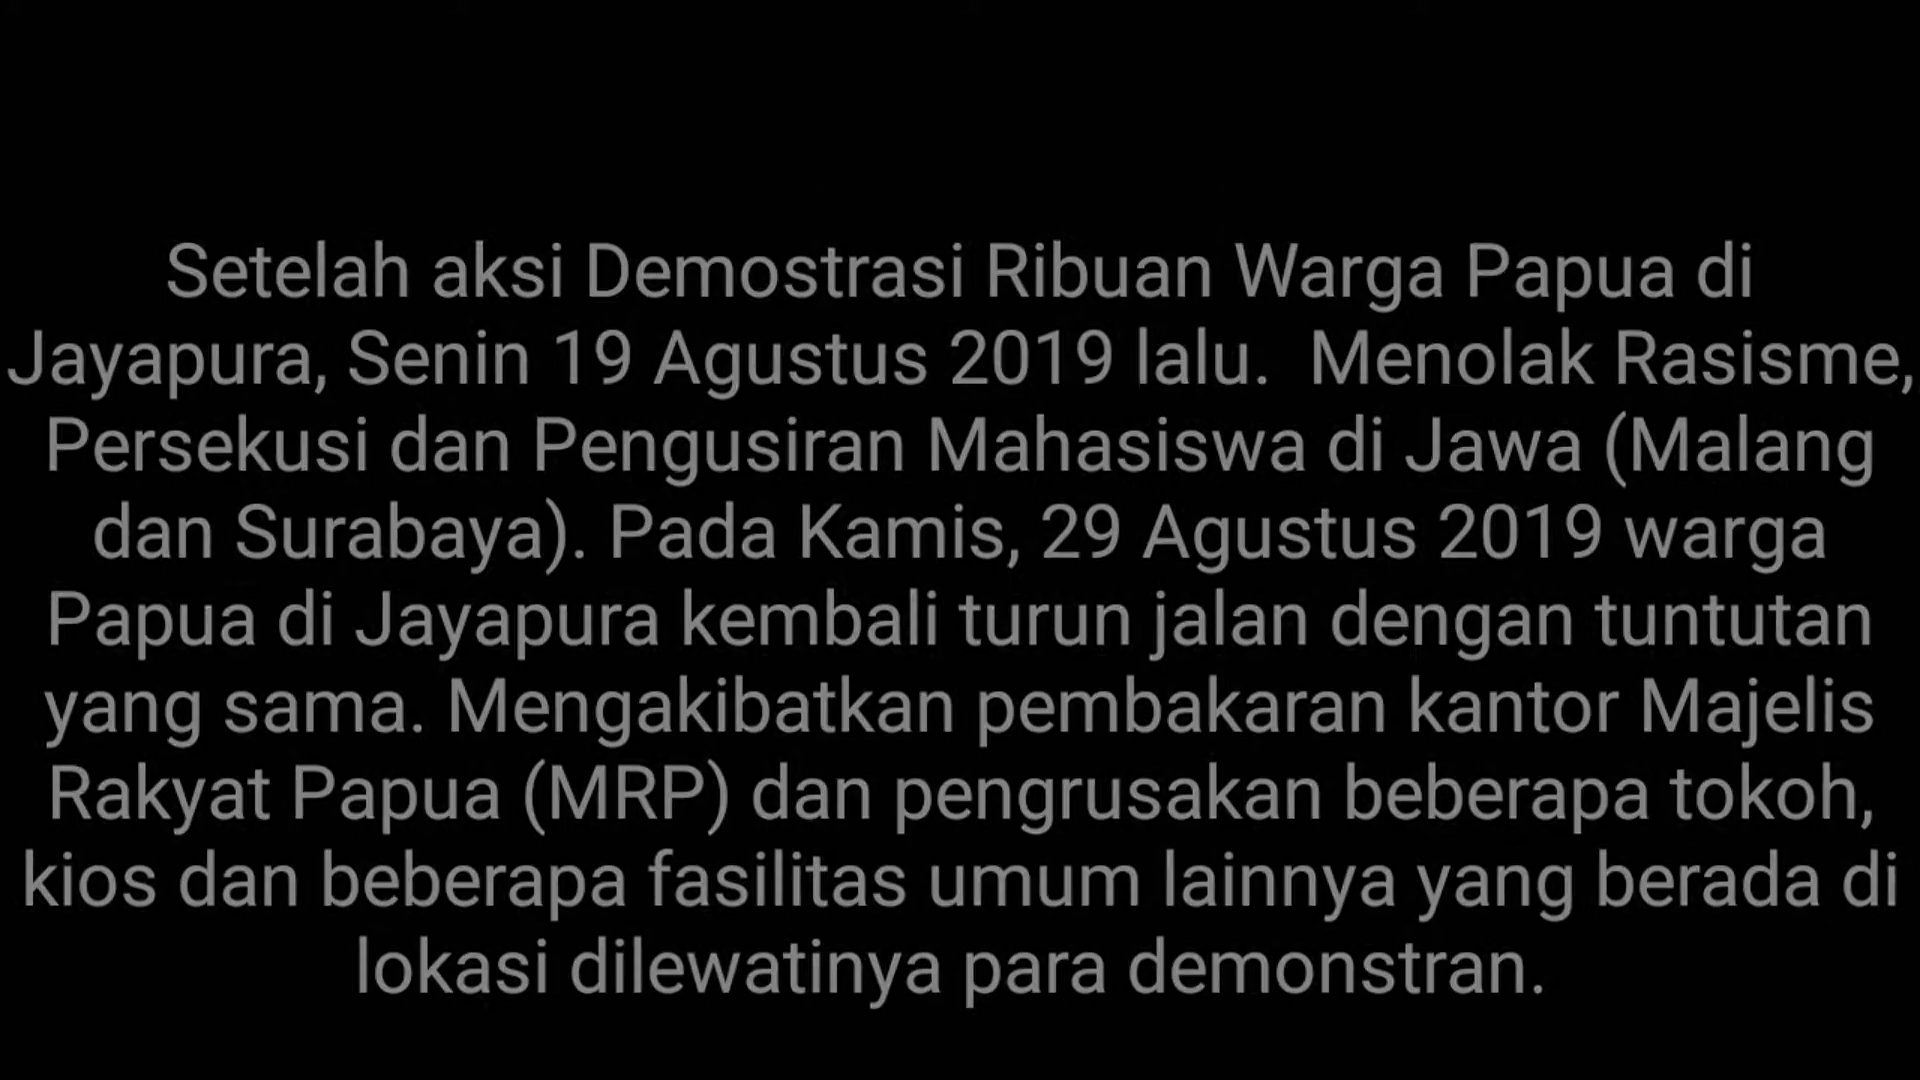 Setelah aksi Demostrasi Ribuan Warga Papua di
Jayapura, Senin 19 Agustus 2019 lalu.  Menolak Rasisme,
Persekusi dan Pengusiran Mahasiswa di Jawa (Malang
dan Surabaya). Pada Kamis, 29 Agustus 2019 warga
Papua di Jayapura kembali turun jalan dengan tuntutan
yang sama. Mengakibatkan pembakaran kantor Majelis
Rakyat Papua (MRP) dan pengrusakan beberapa tokoh,
kios dan beberapa fasilitas umum lainnya yang berada di
lokasi dilewatinya para demonstran.